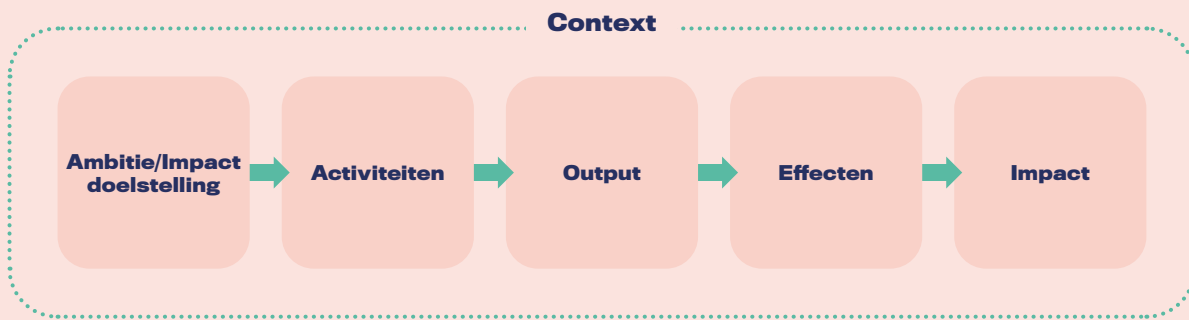 Context
Ambitie/Impact
doelstelling
Activiteiten
Output
Effecten
Impact